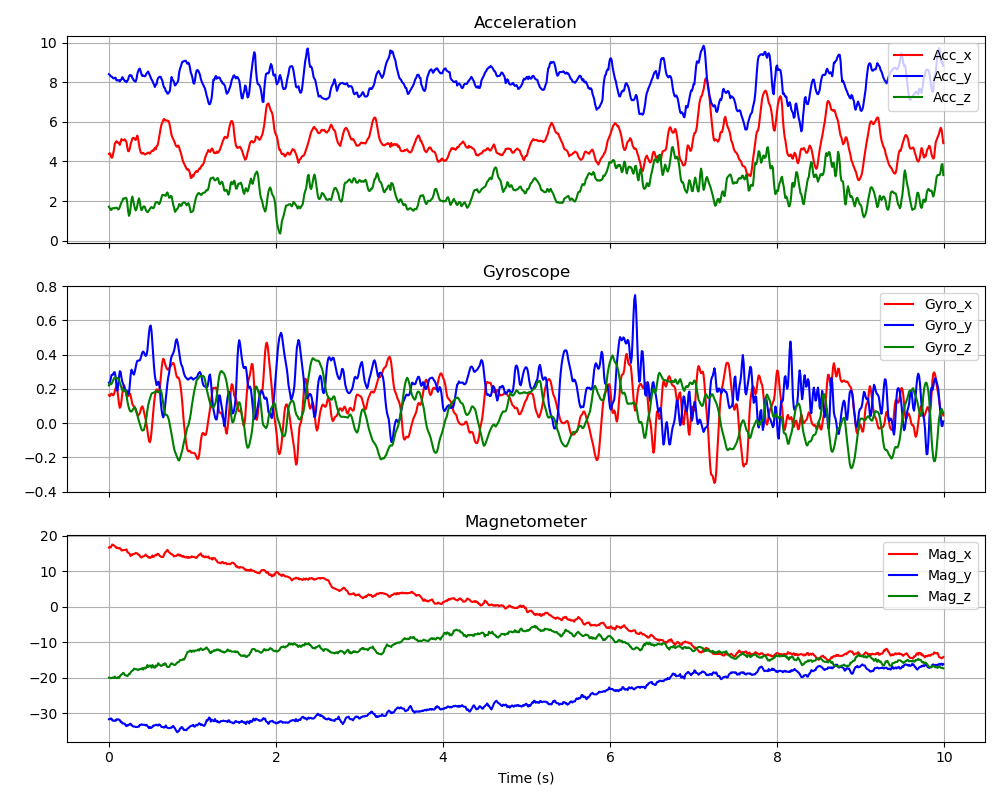 Acceleration
10
8
6
4
2
0
Acc_x
Acc_y
Acc_z
Gyroscope
0.8
0.6
0.4
0.2
0.0
−0.2
−0.4
Gyro_x
Gyro_y
Gyro_z
Magnetometer
20
10
0
−10
−20
−30
Mag_x
Mag_y
Mag_z
0 2 4 6 8 10
Time (s)